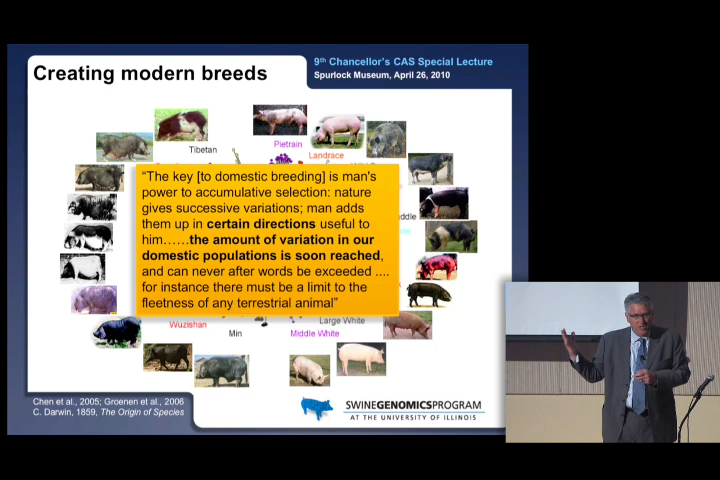 9th Chancellor's CAS Special Lecture
Spurlock Museum, April 26, 2010
Creating modern breeds
Tibetan
Pietrain
Landrace
"The key [to domestic breeding] is man's
power to accumulative selection: nature
gives successive variations; man adds
them up in certain directions useful to
him……the amount of variation in our
domestic populations is soon reached,
and can never after words be exceeded ....
for instance there must be a limit to the
fleetness of any terrestrial animal"
Large White
Wuzishan
Min
Middle White
Chen et al., 2005; Groenen et al., 2006
C. Darwin, 1859, The Origin of Species
SWINEGENOMICSPROGRAM
AT THE UNIVERSITY OF ILLINOIS